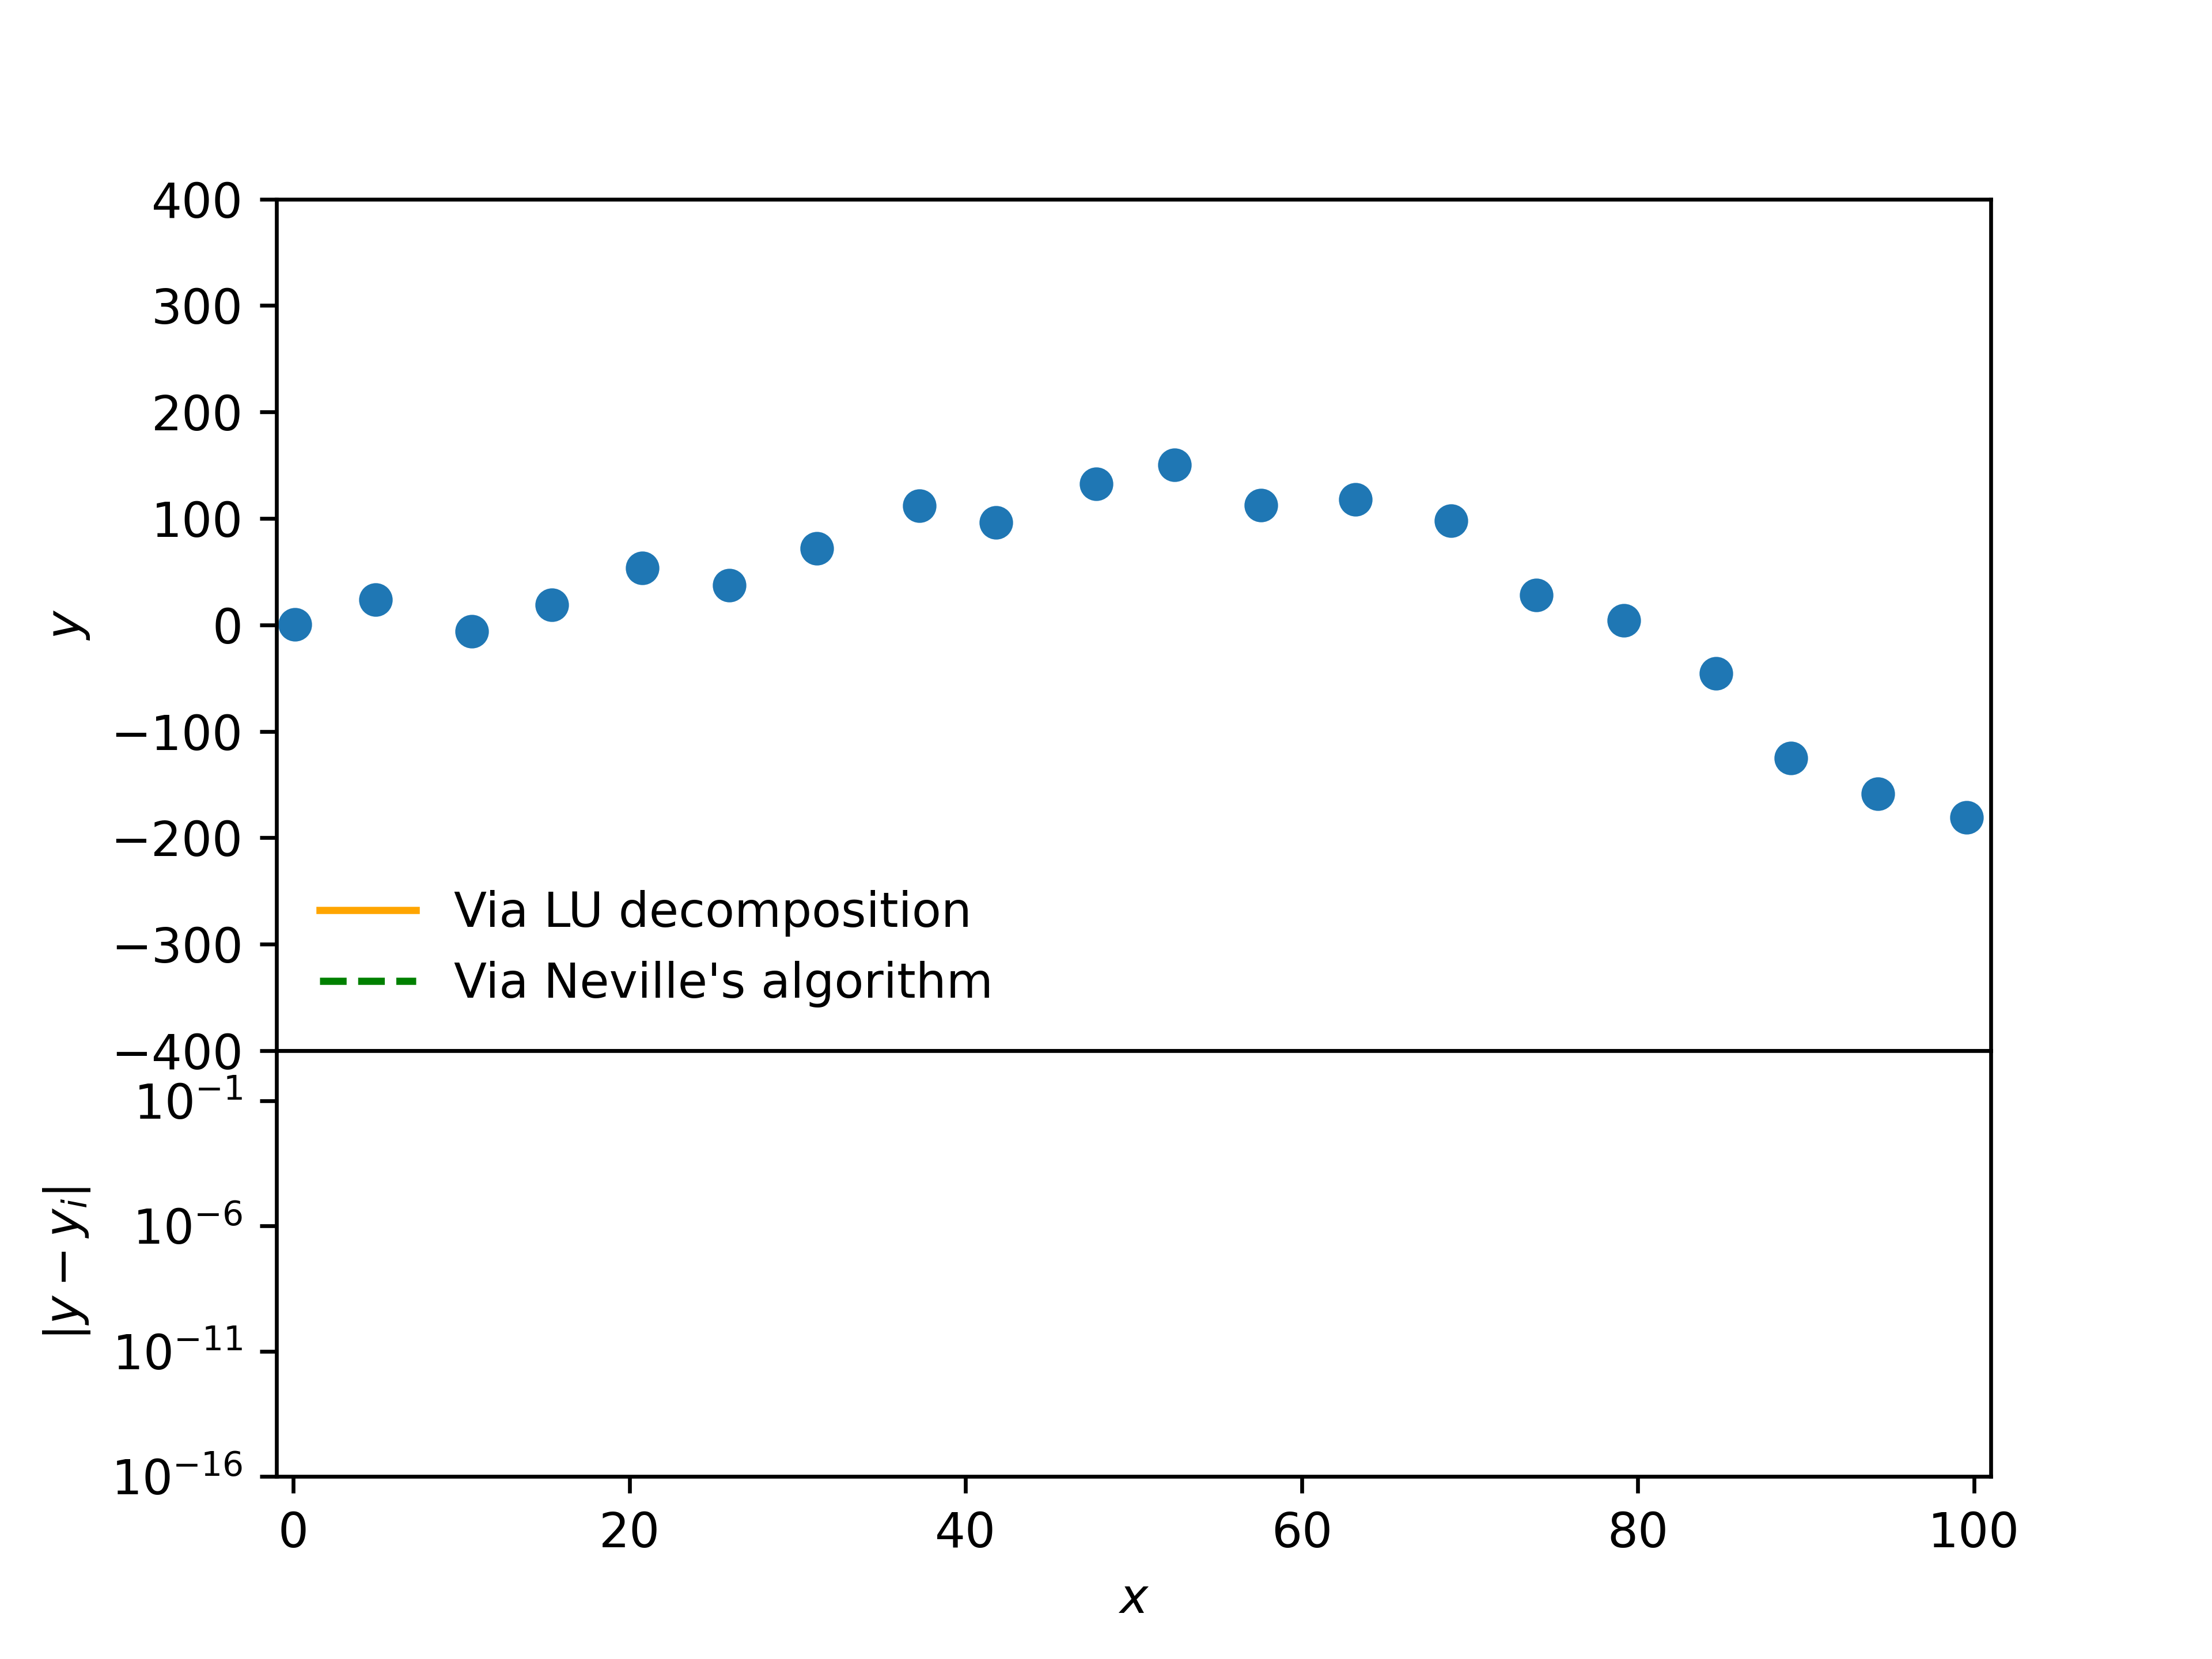 400
300
200
100
0
−100
−200
−300
−400
y
Via LU decomposition
Via Neville's algorithm
10⁻¹
10⁻⁶
10⁻¹¹
10⁻¹⁶
|y − yᵢ|
0 20 40 60 80 100
x